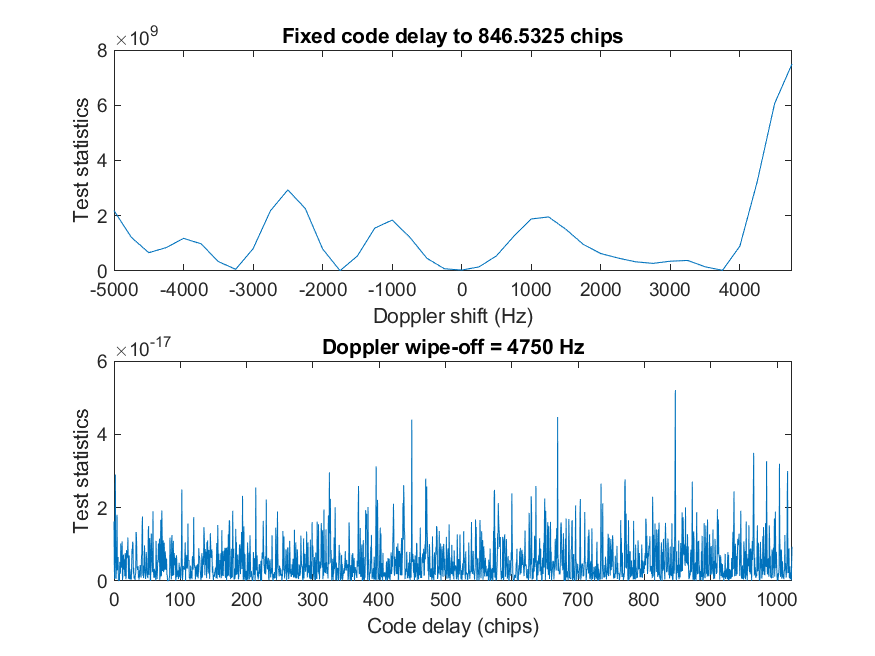 ×10^9
Fixed code delay to 846.5325 chips
8
6
4
2
0
Test statistics
-5000 -4000 -3000 -2000 -1000 0 1000 2000 3000 4000
Doppler shift (Hz)
×10^-17
Doppler wipe-off = 4750 Hz
6
4
2
0
Test statistics
0 100 200 300 400 500 600 700 800 900 1000
Code delay (chips)